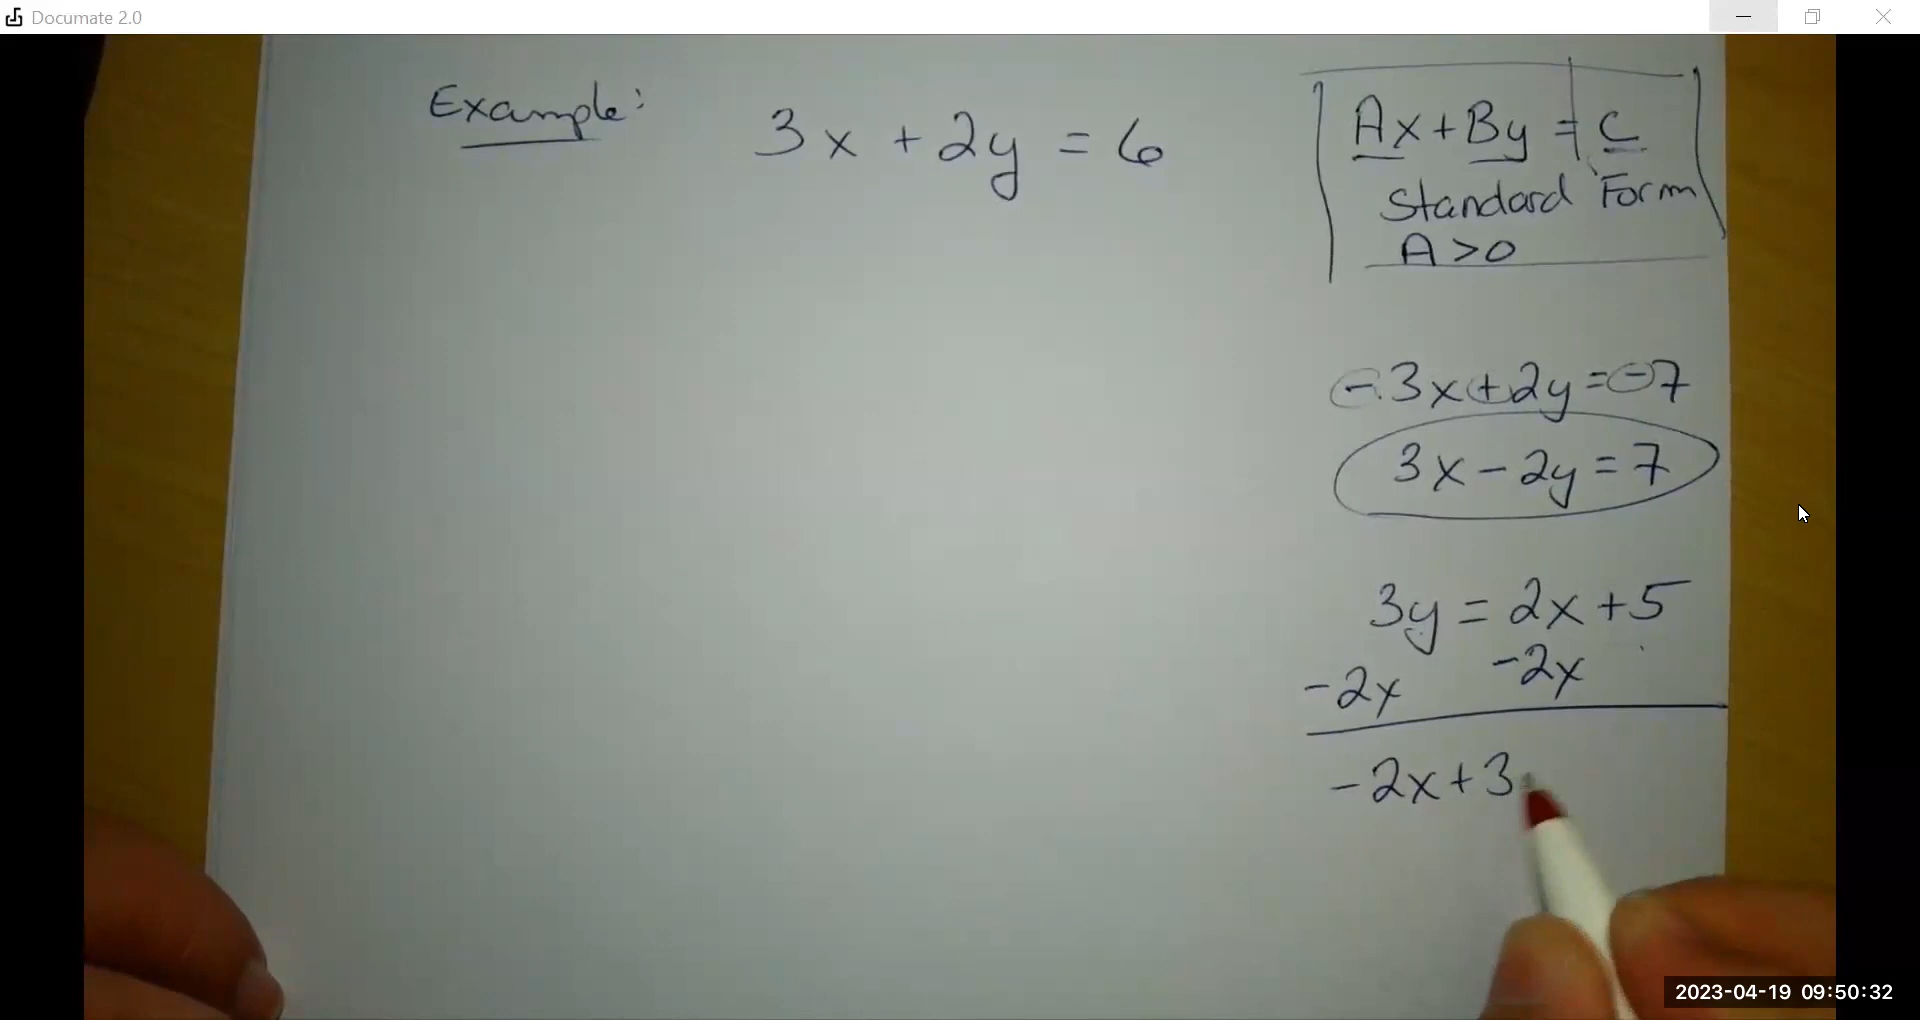 Documate 2.0
Example:
3x + 2y = 6
Ax + By = C
Standard Form
A > 0
-3x + 2y = -7
3x - 2y = 7
3y = 2x + 5
-2x -2x
-2x + 3
2023-04-19 09:50:32